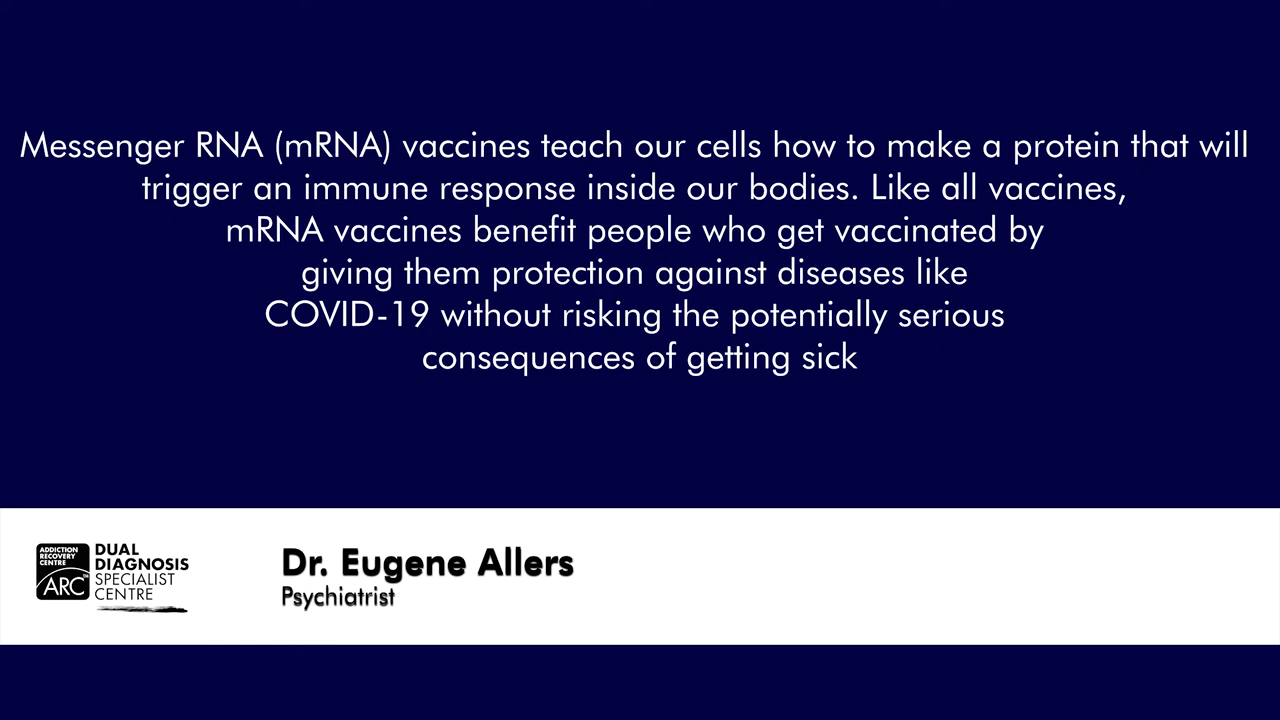 Messenger RNA (mRNA) vaccines teach our cells how to make a protein that will
trigger an immune response inside our bodies. Like all vaccines,
mRNA vaccines benefit people who get vaccinated by
giving them protection against diseases like
COVID-19 without risking the potentially serious
consequences of getting sick
ADDICTION
RECOVERY
CENTRE
ARC™
DUAL
DIAGNOSIS
SPECIALIST
CENTRE
Dr. Eugene Allers
Psychiatrist